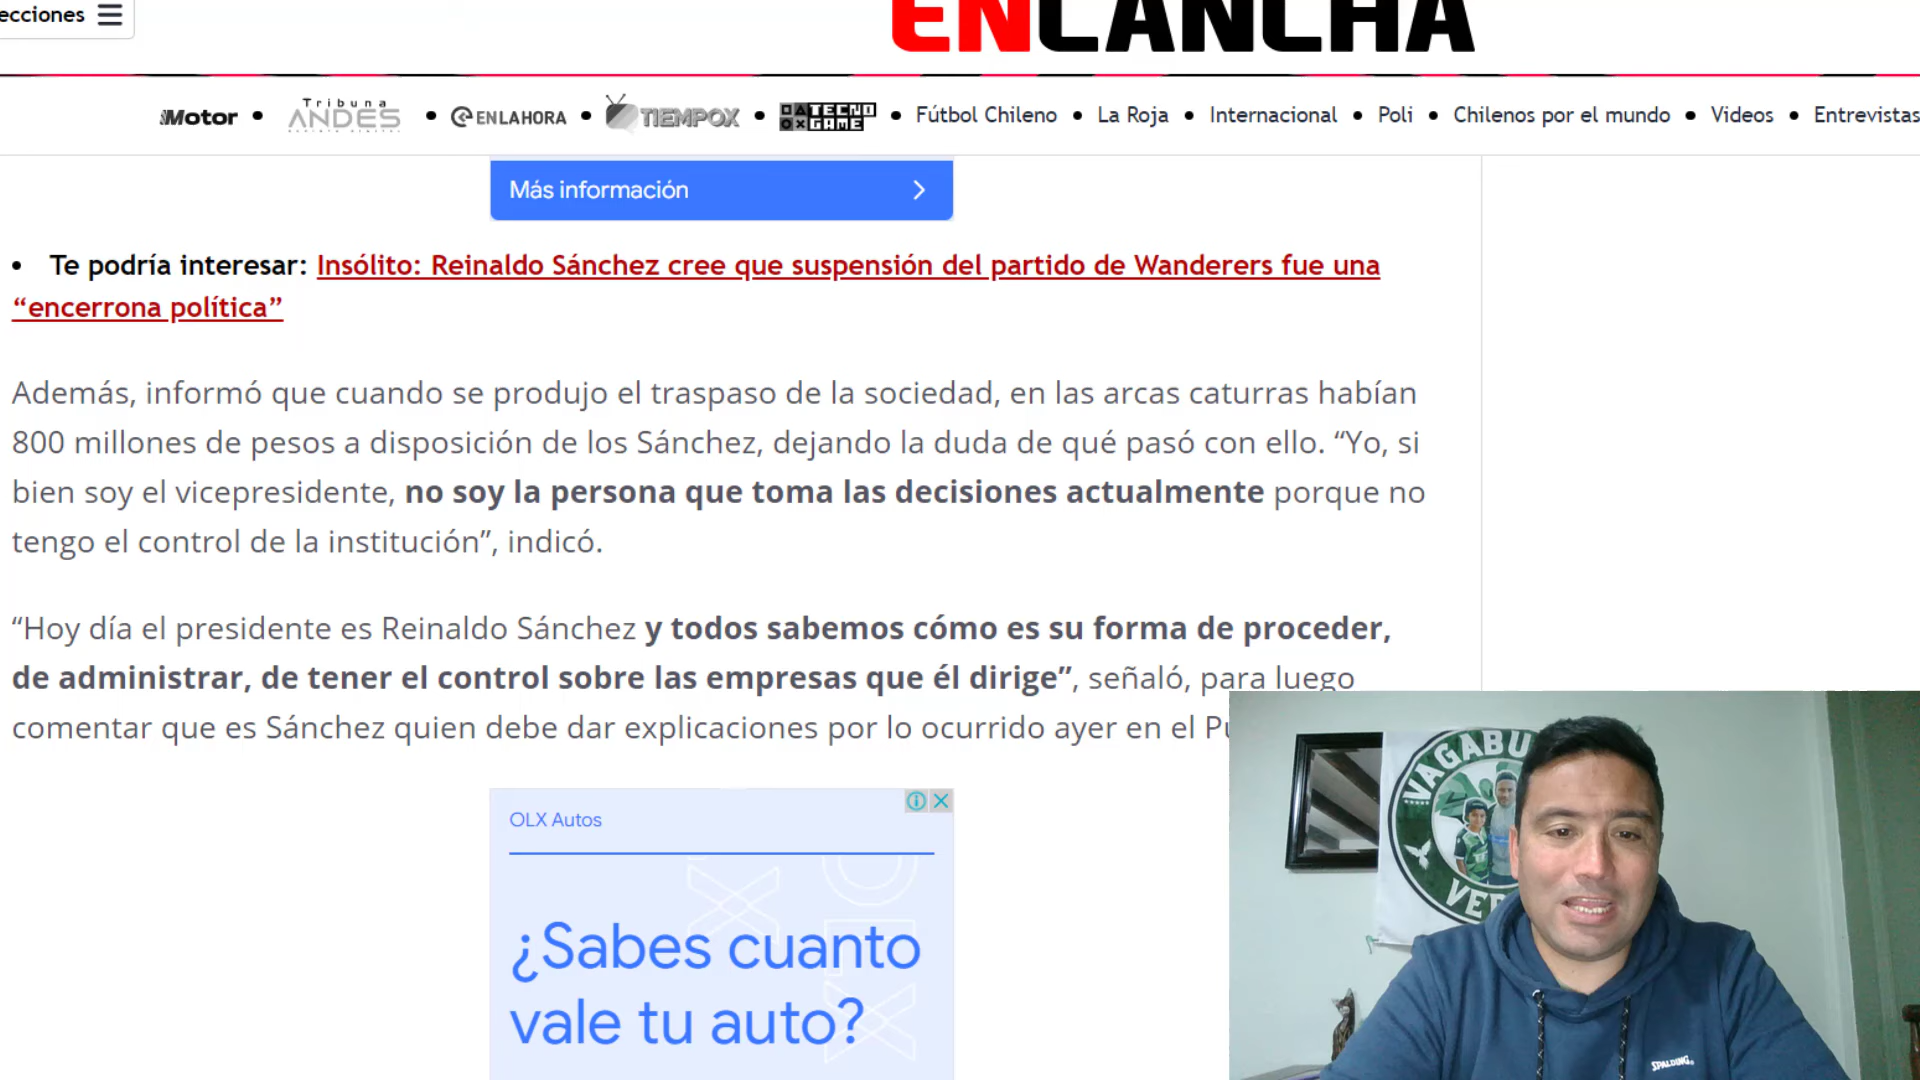 ecciones
ENCANCHA
Motor • Tribuna ANDES • ENLAHORA • TIEMPOX • TECNO GAME • Fútbol Chileno • La Roja • Internacional • Poli • Chilenos por el mundo • Videos • Entrevistas
Más información
• Te podría interesar: Insólito: Reinaldo Sánchez cree que suspensión del partido de Wanderers fue una
“encerrona política”
Además, informó que cuando se produjo el traspaso de la sociedad, en las arcas caturras habían
800 millones de pesos a disposición de los Sánchez, dejando la duda de qué pasó con ello. “Yo, si
bien soy el vicepresidente, no soy la persona que toma las decisiones actualmente porque no
tengo el control de la institución”, indicó.
“Hoy día el presidente es Reinaldo Sánchez y todos sabemos cómo es su forma de proceder,
de administrar, de tener el control sobre las empresas que él dirige”, señaló, para luego
comentar que es Sánchez quien debe dar explicaciones por lo ocurrido ayer en el
OLX Autos
¿Sabes cuanto
vale tu auto?
VAGABU
VE
SPALDING